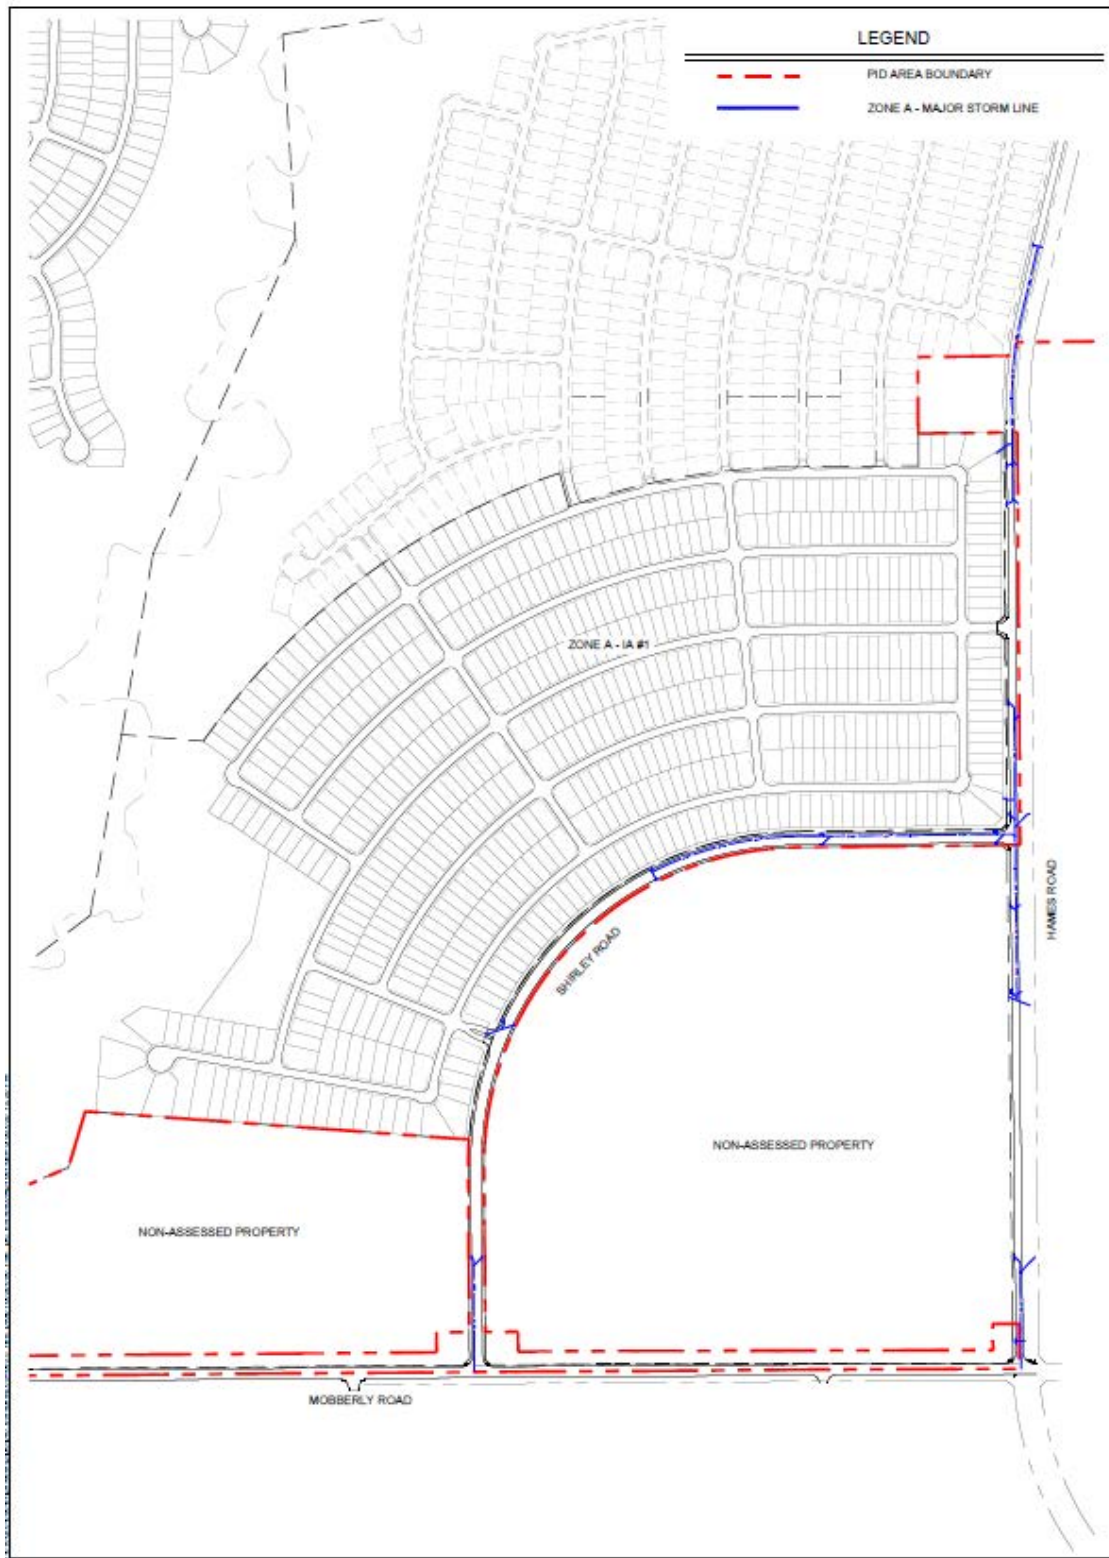 LEGEND
PID AREA BOUNDARY
ZONE A - MAJOR STORM LINE
ZONE A - IA #1
HAMES ROAD
SHIRLEY ROAD
NON-ASSESSED PROPERTY
NON-ASSESSED PROPERTY
MOBBERLY ROAD